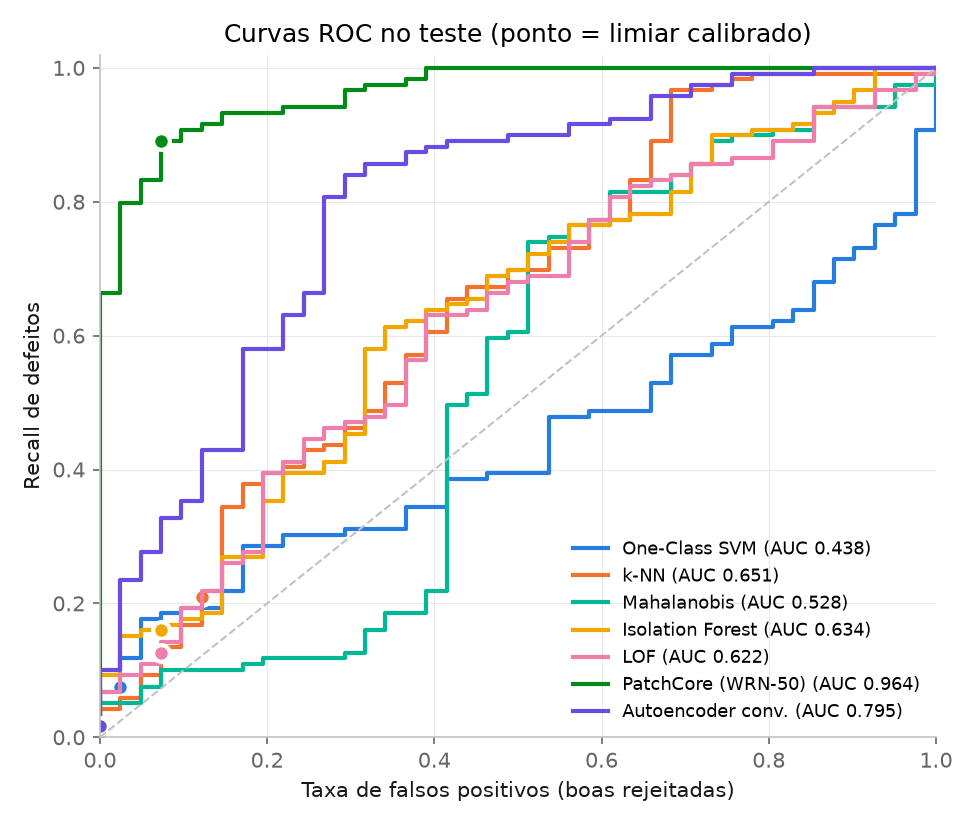 Curvas ROC no teste (ponto = limiar calibrado)
1.0
0.8
0.6
0.4
0.2
0.0
Recall de defeitos
One-Class SVM (AUC 0.438)
k-NN (AUC 0.651)
Mahalanobis (AUC 0.528)
Isolation Forest (AUC 0.634)
LOF (AUC 0.622)
PatchCore (WRN-50) (AUC 0.964)
Autoencoder conv. (AUC 0.795)
0.0 0.2 0.4 0.6 0.8 1.0
Taxa de falsos positivos (boas rejeitadas)